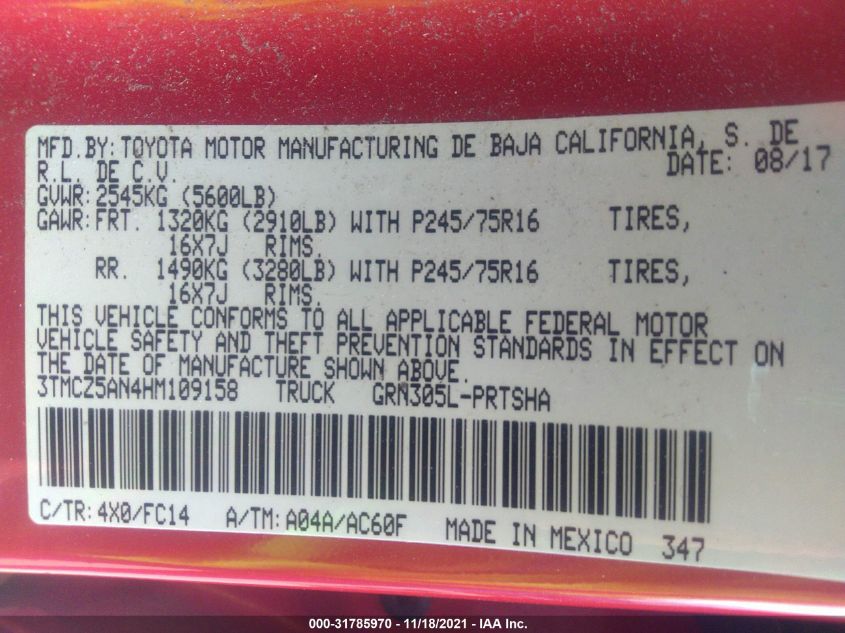 MFD.BY:TOYOTA MOTOR MANUFACTURING DE BAJA CALIFORNIA, S. DE
R.L. DE C.V. DATE: 08/17
GVWR:2545KG (5600LB)
GAWR:FRT. 1320KG (2910LB) WITH P245/75R16 TIRES,
16X7J RIMS.
RR. 1490KG (3280LB) WITH P245/75R16 TIRES,
16X7J RIMS.
THIS VEHICLE CONFORMS TO ALL APPLICABLE FEDERAL MOTOR
VEHICLE SAFETY AND THEFT PREVENTION STANDARDS IN EFFECT ON
THE DATE OF MANUFACTURE SHOWN ABOVE.
3TMCZ5AN4HM109158 TRUCK GRN305L-PRTSHA
C/TR:4X0/FC14 A/TM:A04A/AC60F MADE IN MEXICO 347
000-31785970 - 11/18/2021 - IAA Inc.